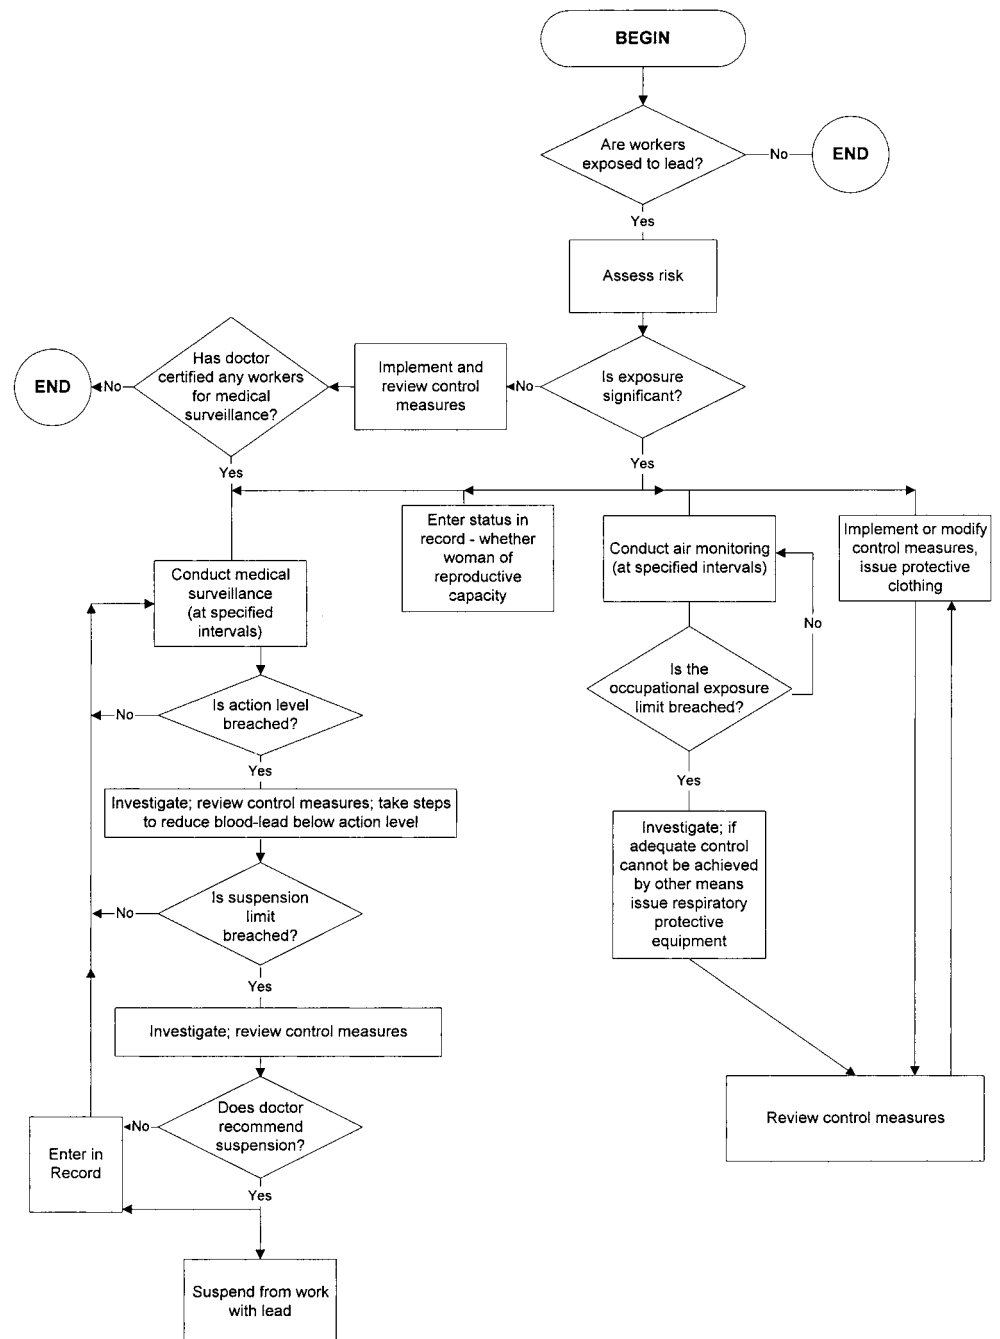 BEGIN
Are workers
exposed to lead?
No
END
Yes
Assess risk
Is exposure
significant?
No
Implement and
review control
measures
Has doctor
certified any workers
for medical
surveillance?
No
END
Yes
Yes
Conduct medical
surveillance
(at specified
intervals)
Enter status in
record - whether
woman of
reproductive
capacity
Conduct air monitoring
(at specified intervals)
Implement or modify
control measures,
issue protective
clothing
No
Is the
occupational exposure
limit breached?
Yes
Investigate; if
adequate control
cannot be achieved
by other means
issue respiratory
protective
equipment
Review control measures
Is action level
breached?
No
Yes
Investigate; review control measures; take steps
to reduce blood-lead below action level
Is suspension
limit
breached?
No
Yes
Investigate; review control measures
Does doctor
recommend
suspension?
No
Enter in
Record
Yes
Suspend from work
with lead